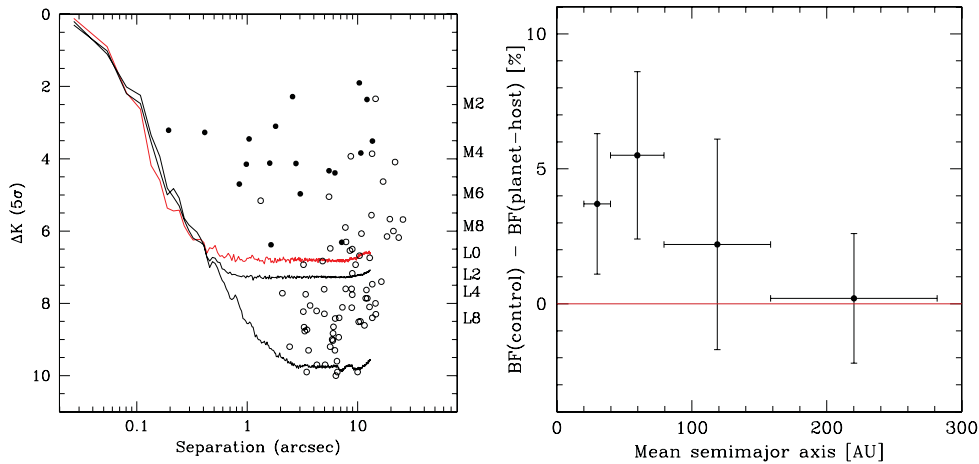 0
2
4
6
8
10
ΔK (5σ)
M2
M4
M6
M8
L0
L2
L4
L8
0.1
1
10
Separation (arcsec)
10
5
0
BF(control) − BF(planet-host) [%]
0
100
200
300
Mean semimajor axis [AU]